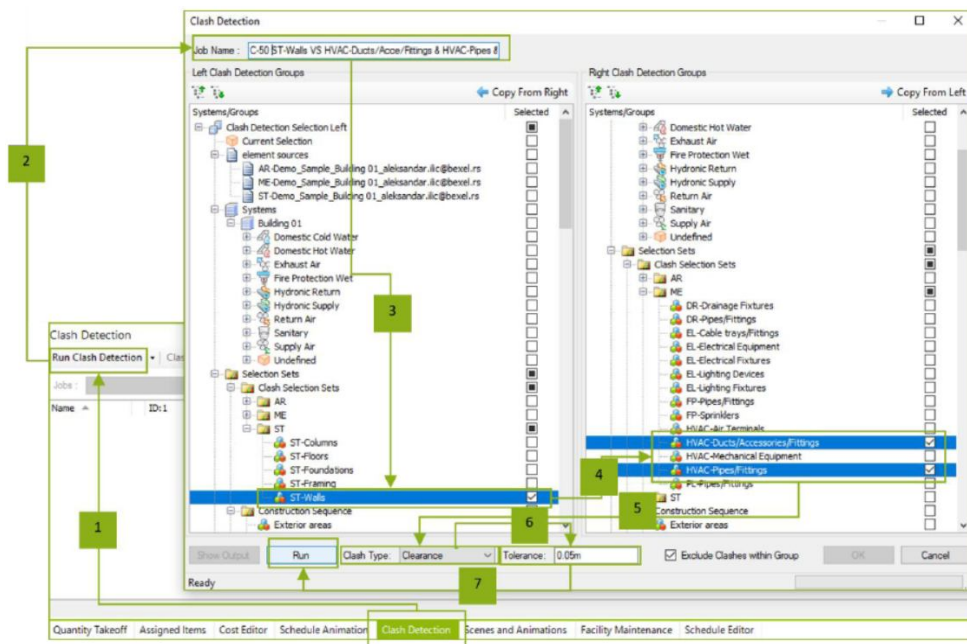 Clash Detection
Job Name : C-50 ST-Walls VS HVAC-Ducts/Acce/Fittings & HVAC-Pipes &
Left Clash Detection Groups
Copy From Right
Systems/Groups Selected
Clash Detection Selection Left
Current Selection
element sources
AR-Demo_Sample_Building 01_aleksandar.ilic@bexel.rs
ME-Demo_Sample_Building 01_aleksandar.ilic@bexel.rs
ST-Demo_Sample_Building 01_aleksandar.ilic@bexel.rs
Systems
Building 01
Domestic Cold Water
Domestic Hot Water
Exhaust Air
Fire Protection Wet
Hydronic Return
Hydronic Supply
Return Air
Sanitary
Supply Air
Undefined
Selection Sets
Clash Selection Sets
AR
ME
ST
ST-Columns
ST-Floors
ST-Foundations
ST-Framing
ST-Walls
Construction Sequence
Exterior areas
Right Clash Detection Groups
Copy From Left
Systems/Groups Selected
Domestic Hot Water
Exhaust Air
Fire Protection Wet
Hydronic Return
Hydronic Supply
Return Air
Sanitary
Supply Air
Undefined
Selection Sets
Clash Selection Sets
AR
ME
DR-Drainage Fixtures
DR-Pipes/Fittings
EL-Cable trays/Fittings
EL-Electrical Equipment
EL-Electrical Fixtures
EL-Lighting Devices
EL-Lighting Fixtures
FP-Pipes/Fittings
FP-Sprinklers
HVAC-Air Terminals
HVAC-Ducts/Accessories/Fittings
HVAC-Mechanical Equipment
HVAC-Pipes/Fittings
PL-Pipes/Fittings
ST
Construction Sequence
Exterior areas
Show Output Run Clash Type: Clearance Tolerance: 0.05m Exclude Clashes within Group OK Cancel
Ready
2
3
4
5
6
7
1
Clash Detection
Run Clash Detection Clas
Jobs :
Name ID:1
Quantity Takeoff Assigned Items Cost Editor Schedule Animation Clash Detection Scenes and Animations Facility Maintenance Schedule Editor